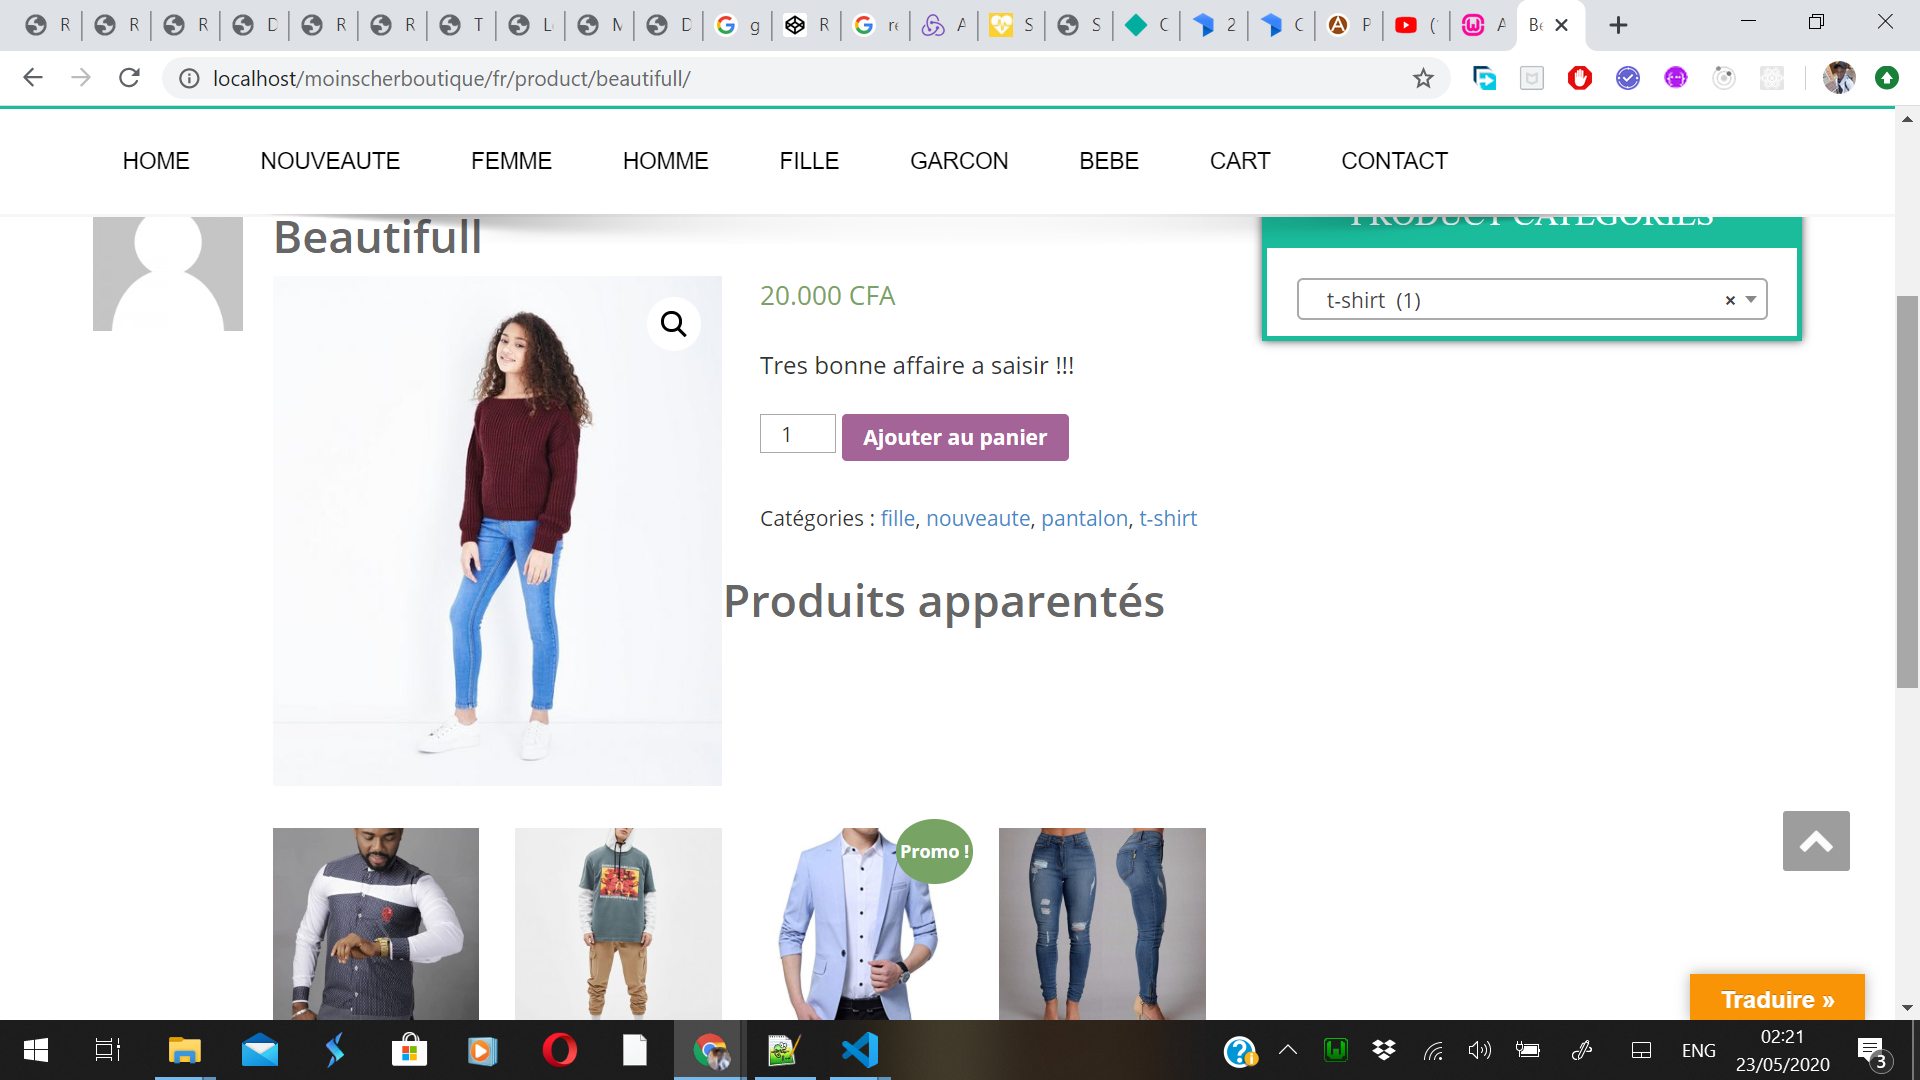 R R R D R R T L M D g R re A S S C 2 C P ( A Be
localhost/moinscherboutique/fr/product/beautifull/
HOME NOUVEAUTE FEMME HOMME FILLE GARCON BEBE CART CONTACT
Beautifull
PRODUCT CATEGORIES
t-shirt (1) ×
20.000 CFA
Tres bonne affaire a saisir !!!
1 Ajouter au panier
Catégories : fille, nouveaute, pantalon, t-shirt
Produits apparentés
Promo !
Traduire »
ENG
02:21
23/05/2020
3